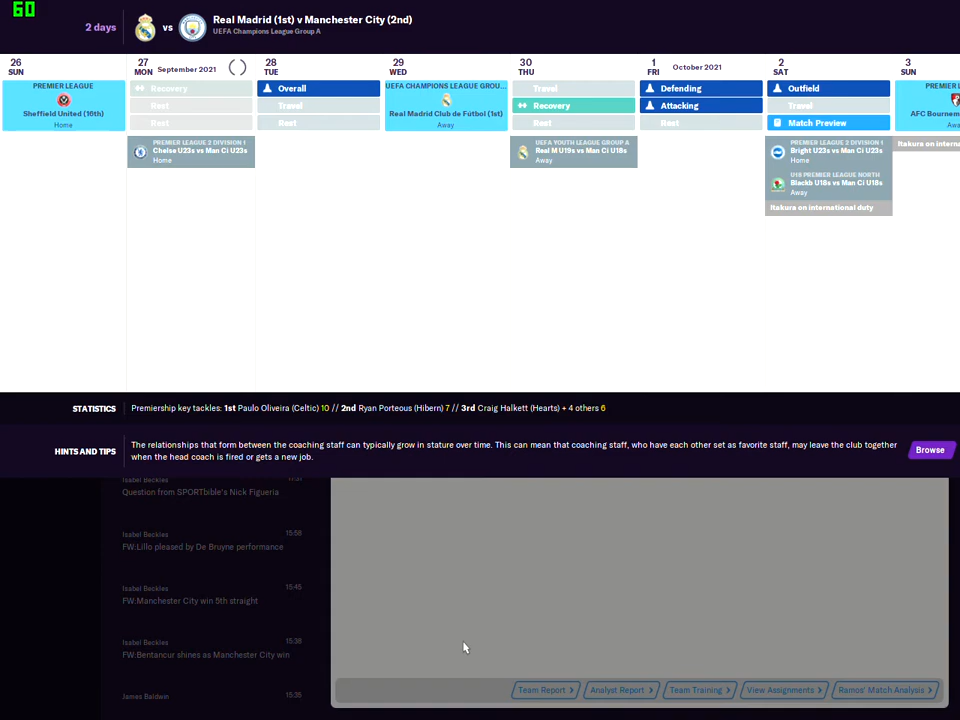 60
2 days
vs
Real Madrid (1st) v Manchester City (2nd)
UEFA Champions League Group A
26
SUN
27
MON September 2021
28
TUE
29
WED
30
THU
1
FRI October 2021
2
SAT
3
SUN
PREMIER LEAGUE
Sheffield United (16th)
Home
Recovery
Rest
Rest
PREMIER LEAGUE 2 DIVISION 1
Chelse U23s vs Man Ci U23s
Home
Overall
Travel
Rest
UEFA CHAMPIONS LEAGUE GROU...
Real Madrid Club de Fútbol (1st)
Away
Travel
Recovery
Rest
UEFA YOUTH LEAGUE GROUP A
Real M U19s vs Man Ci U18s
Away
Defending
Attacking
Rest
Outfield
Travel
Match Preview
PREMIER LEAGUE 2 DIVISION 1
Bright U23s vs Man Ci U23s
Home
U18 PREMIER LEAGUE NORTH
Blackb U18s vs Man Ci U18s
Away
Itakura on international duty
PREMIER L
AFC Bournem
Awa
Itakura on interna
STATISTICS
Premiership key tackles: 1st Paulo Oliveira (Celtic) 10 // 2nd Ryan Porteous (Hibern) 7 // 3rd Craig Halkett (Hearts) + 4 others 6
HINTS AND TIPS
The relationships that form between the coaching staff can typically grow in stature over time. This can mean that coaching staff, who have each other set as favorite staff, may leave the club together
when the head coach is fired or gets a new job.
Browse
Isabel Beckles
Question from SPORTbible's Nick Figueria
Isabel Beckles 15:58
FW:Lillo pleased by De Bruyne performance
Isabel Beckles 15:45
FW:Manchester City win 5th straight
Isabel Beckles 15:38
FW:Bentancur shines as Manchester City win
James Baldwin 15:35
Team Report
Analyst Report
Team Training
View Assignments
Ramos' Match Analysis